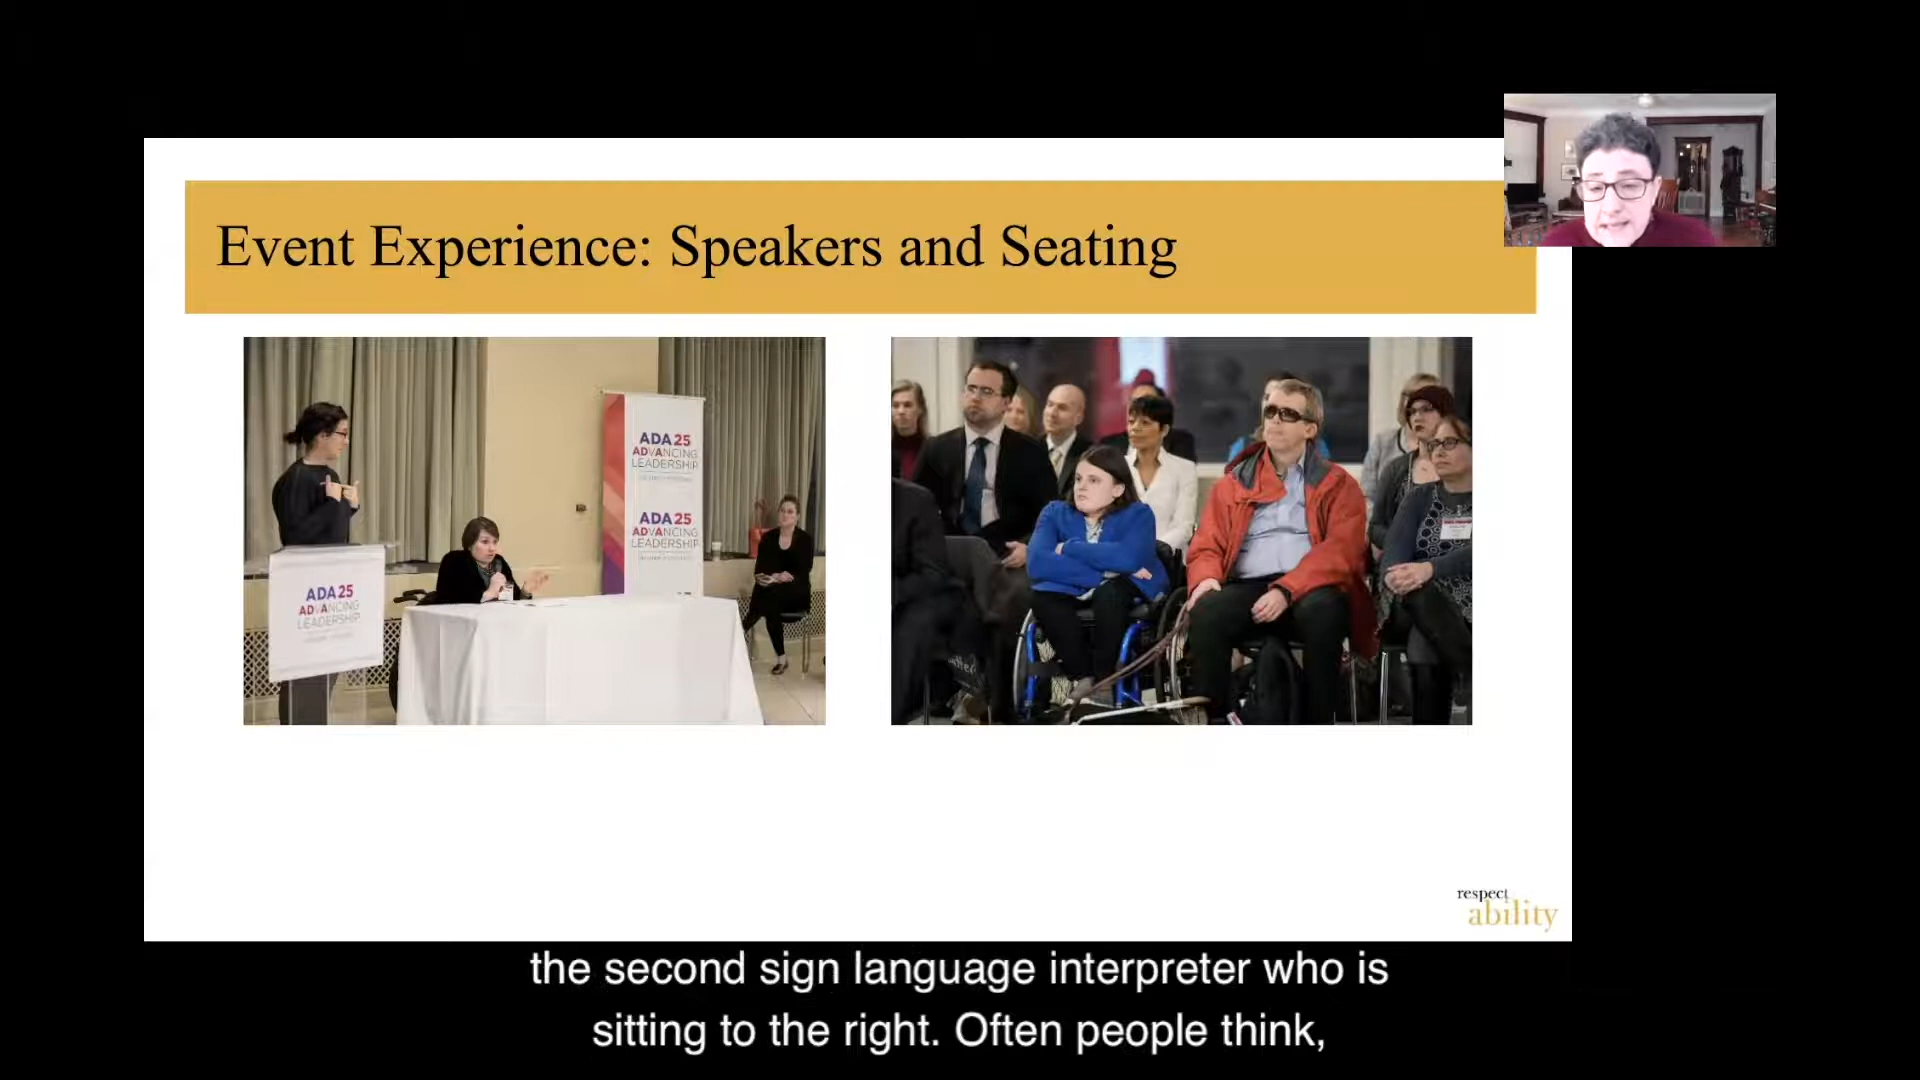 Event Experience: Speakers and Seating
ADA 25
ADVANCING
LEADERSHIP
ADA 25
ADVANCING
LEADERSHIP
ADA 25
ADVANCING
LEADERSHIP
respect
ability
the second sign language interpreter who is
sitting to the right. Often people think,